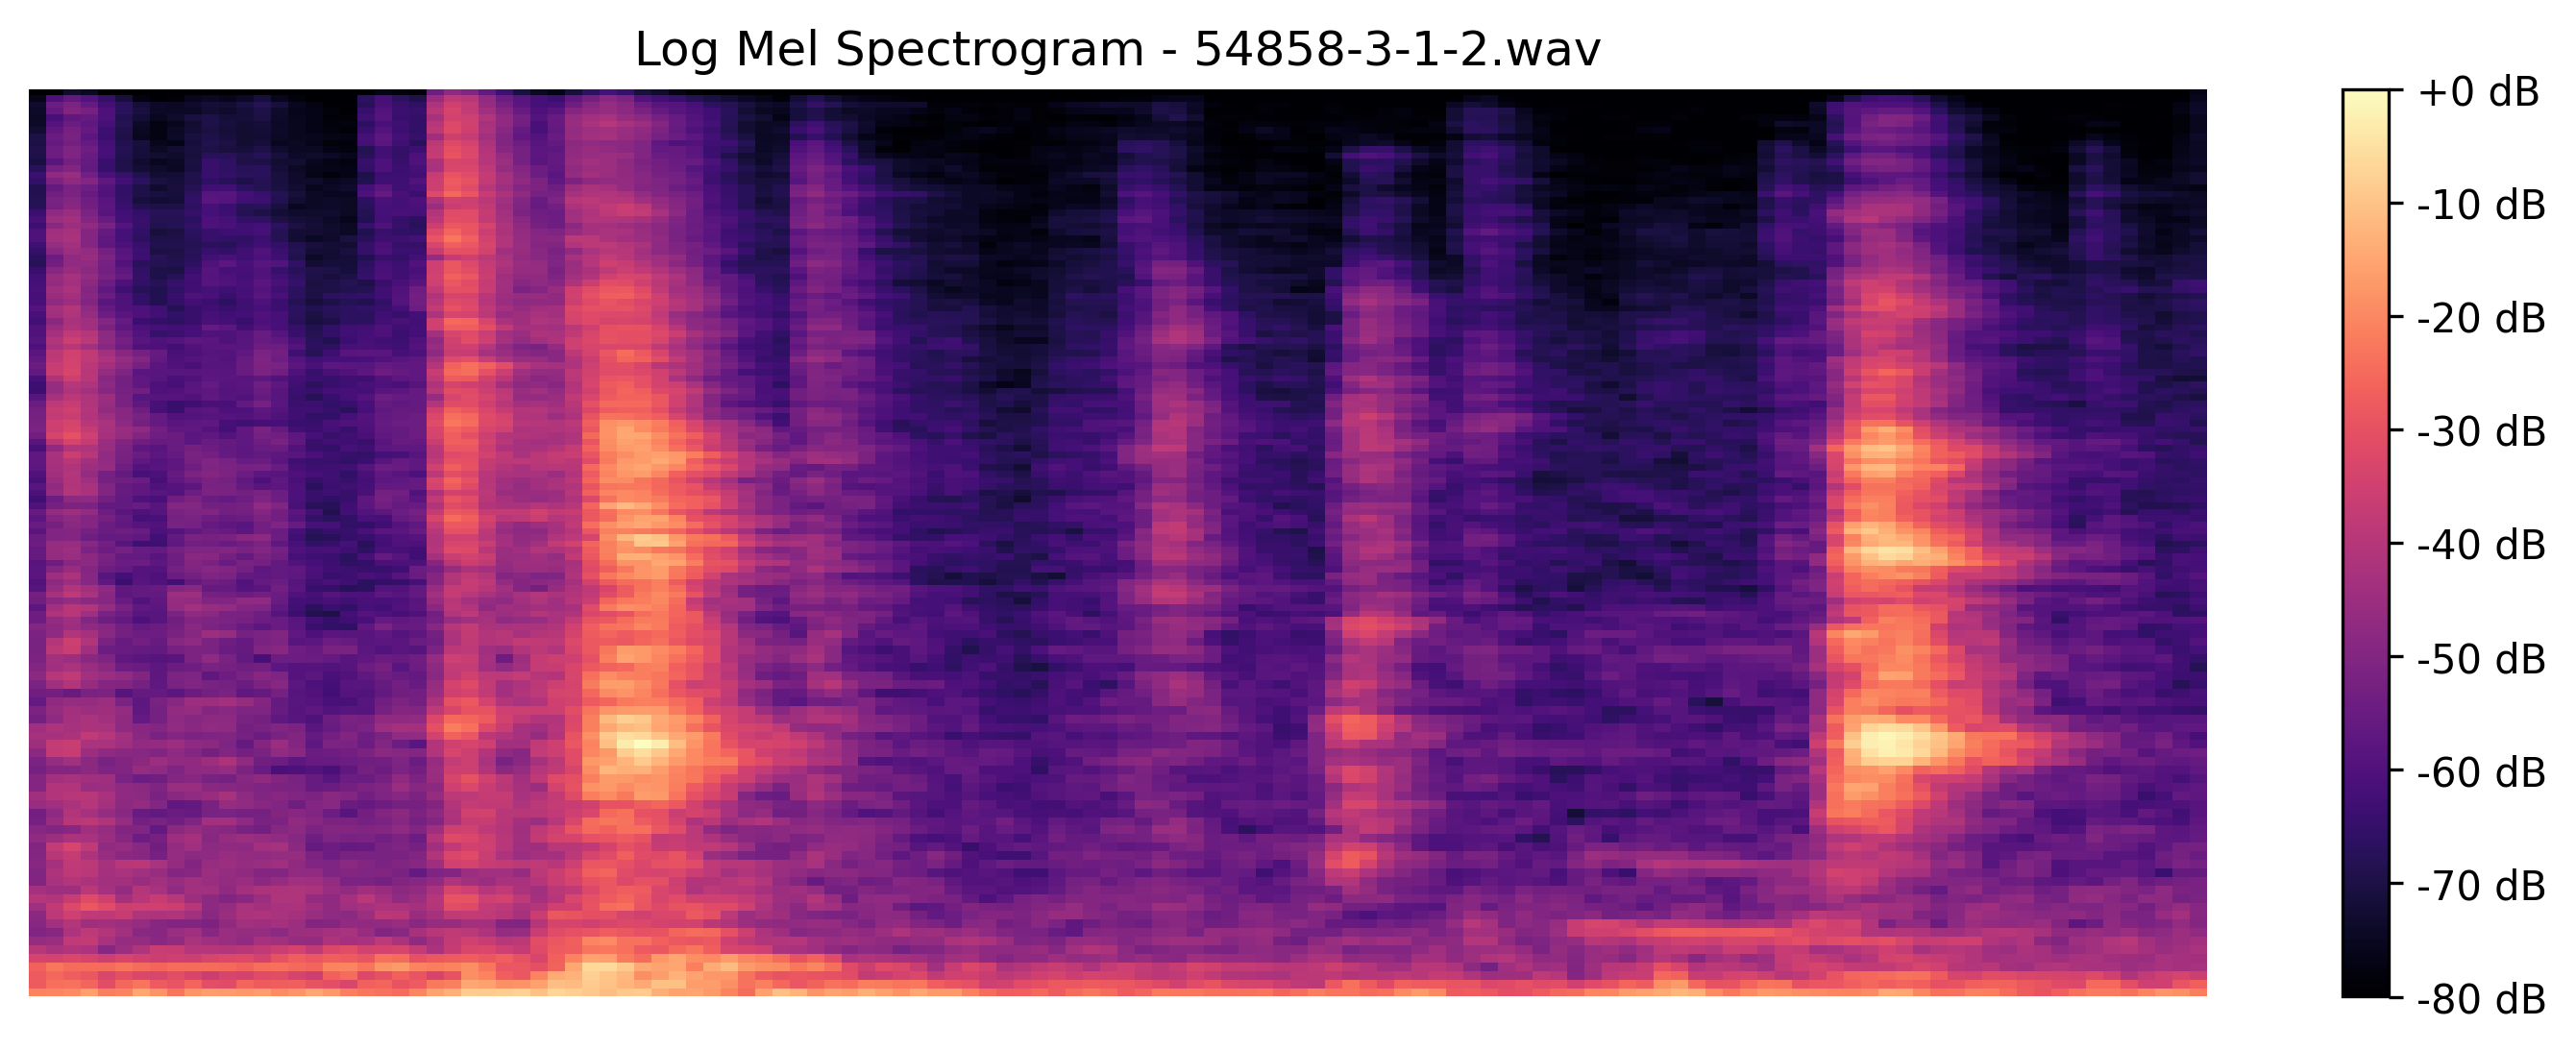 Log Mel Spectrogram - 54858-3-1-2.wav
+0 dB
-10 dB
-20 dB
-30 dB
-40 dB
-50 dB
-60 dB
-70 dB
-80 dB